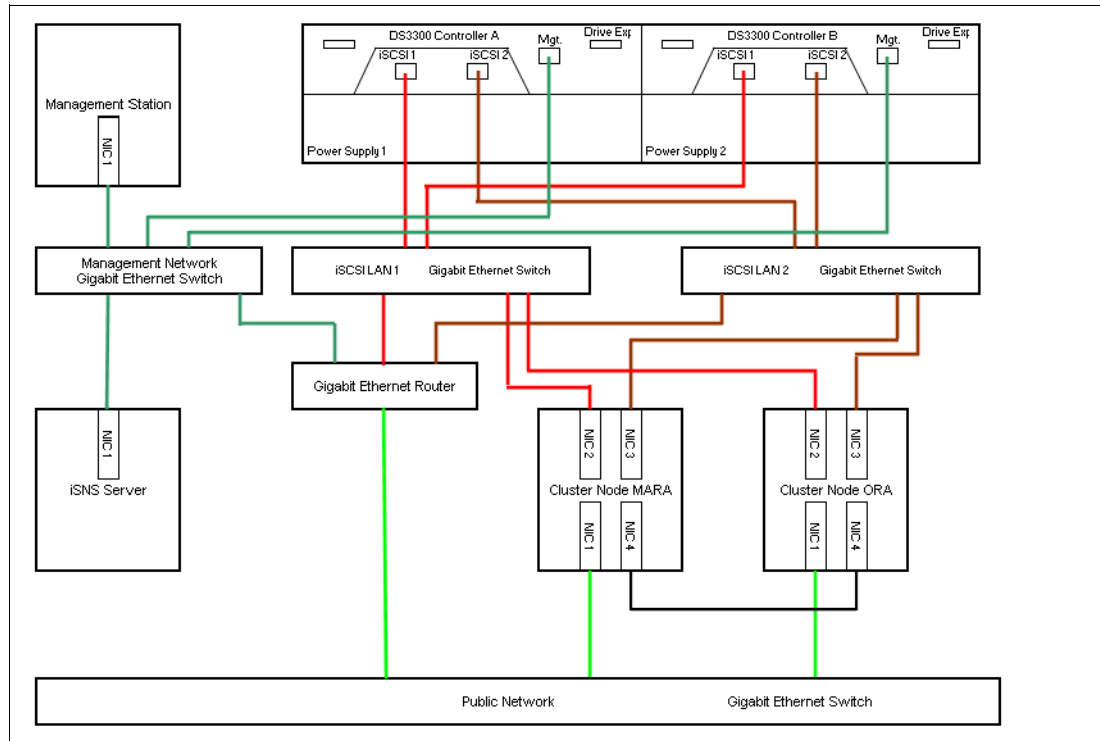 DS3300 Controller A
Mgt.
Drive Exp
iSCSI 1
iSCSI 2
DS3300 Controller B
Mgt.
Drive Exp
iSCSI 1
iSCSI 2
Power Supply 1
Power Supply 2
Management Station
NIC 1
Management Network
Gigabit Ethernet Switch
iSCSI LAN 1
Gigabit Ethernet Switch
iSCSI LAN 2
Gigabit Ethernet Switch
Gigabit Ethernet Router
NIC 1
iSNS Server
NIC 2
NIC 3
Cluster Node MARA
NIC 1
NIC 4
NIC 2
NIC 3
Cluster Node ORA
NIC 1
NIC 4
Public Network
Gigabit Ethernet Switch